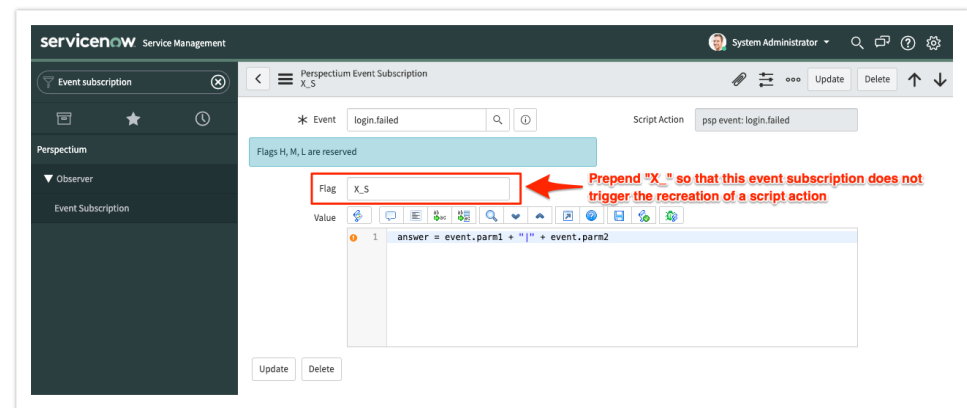 servicenow Service Management
System Administrator
Event subscription
Perspectium Event Subscription
X_S
Update
Delete
Event
login.failed
Script Action
psp event: login.failed
Perspectium
Flags H, M, L are reserved
Observer
Flag
X_S
Prepend "X_" so that this event subscription does not
trigger the recreation of a script action
Event Subscription
Value
1 answer = event.parm1 + "|" + event.parm2
Update
Delete